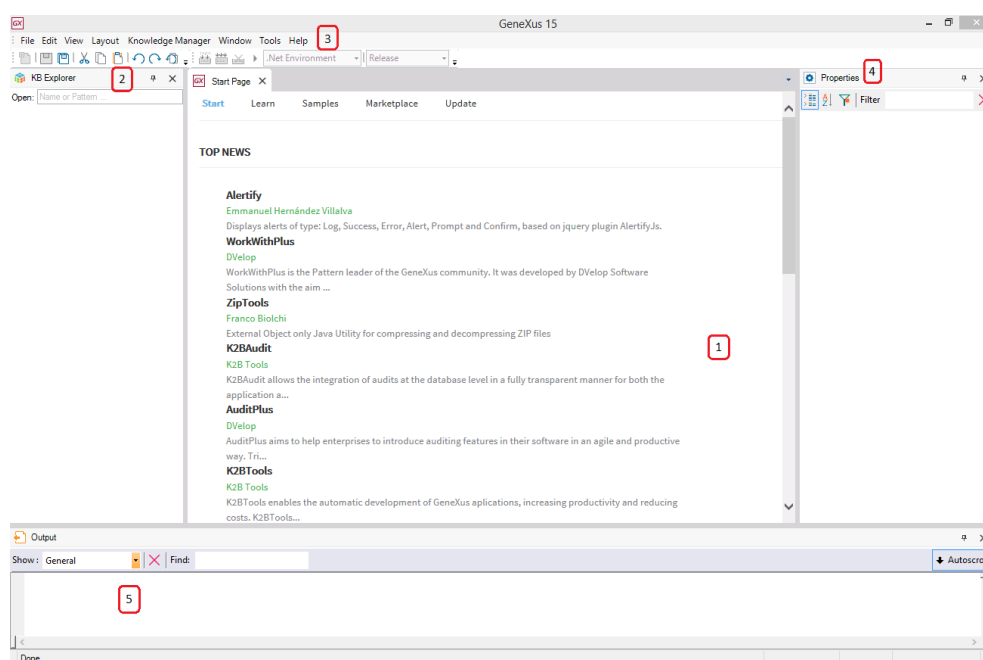 GX GeneXus 15
File Edit View Layout Knowledge Manager Window Tools Help 3
.Net Environment Release
KB Explorer 2
Open: Name or Pattern ...
GX Start Page
Properties 4
Filter
Start Learn Samples Marketplace Update
TOP NEWS
Alertify
Emmanuel Hernández Villalva
Displays alerts of type: Log, Success, Error, Alert, Prompt and Confirm, based on jquery plugin AlertifyJs.
WorkWithPlus
DVelop
WorkWithPlus is the Pattern leader of the GeneXus community. It was developed by DVelop Software
Solutions with the aim ...
ZipTools
Franco Biolchi
External Object only Java Utility for compressing and decompressing ZIP files
K2BAudit
1
K2B Tools
K2BAudit allows the integration of audits at the database level in a fully transparent manner for both the
application a...
AuditPlus
DVelop
AuditPlus aims to help enterprises to introduce auditing features in their software in an agile and productive
way. Tri...
K2BTools
K2B Tools
K2BTools enables the automatic development of GeneXus aplications, increasing productivity and reducing
costs. K2BTools...
Output
Show: General Find: Autoscro
5
Done